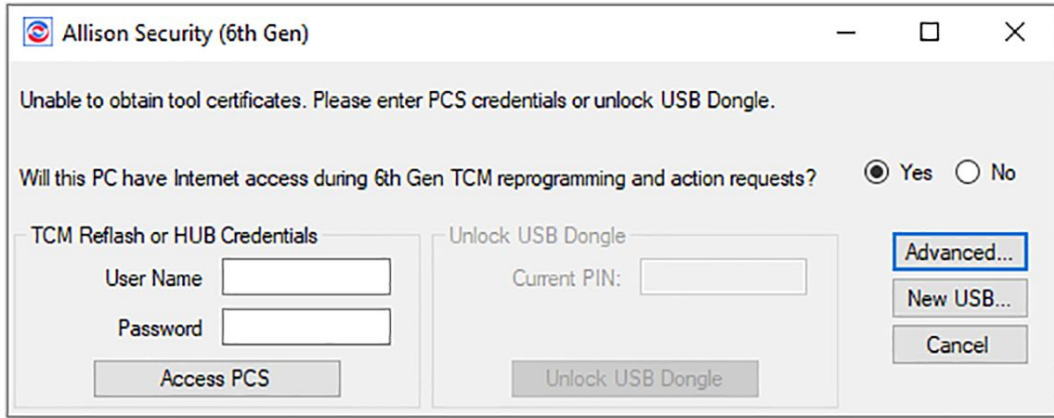 Allison Security (6th Gen)
Unable to obtain tool certificates. Please enter PCS credentials or unlock USB Dongle.
Will this PC have Internet access during 6th Gen TCM reprogramming and action requests?
Yes
No
TCM Reflash or HUB Credentials
User Name
Password
Access PCS
Unlock USB Dongle
Current PIN:
Unlock USB Dongle
Advanced...
New USB...
Cancel